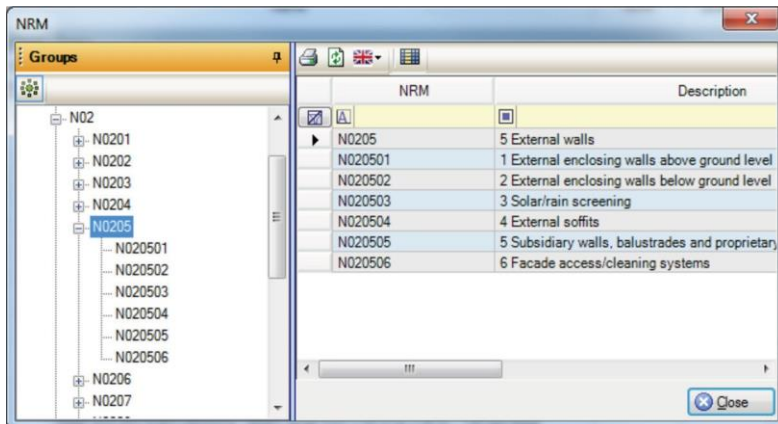 NRM
Groups
N02
N0201
N0202
N0203
N0204
N0205
N020501
N020502
N020503
N020504
N020505
N020506
N0206
N0207
NRM Description
A
N0205 5 External walls
N020501 1 External enclosing walls above ground level
N020502 2 External enclosing walls below ground level
N020503 3 Solar/rain screening
N020504 4 External soffits
N020505 5 Subsidiary walls, balustrades and proprietary
N020506 6 Facade access/cleaning systems
Close